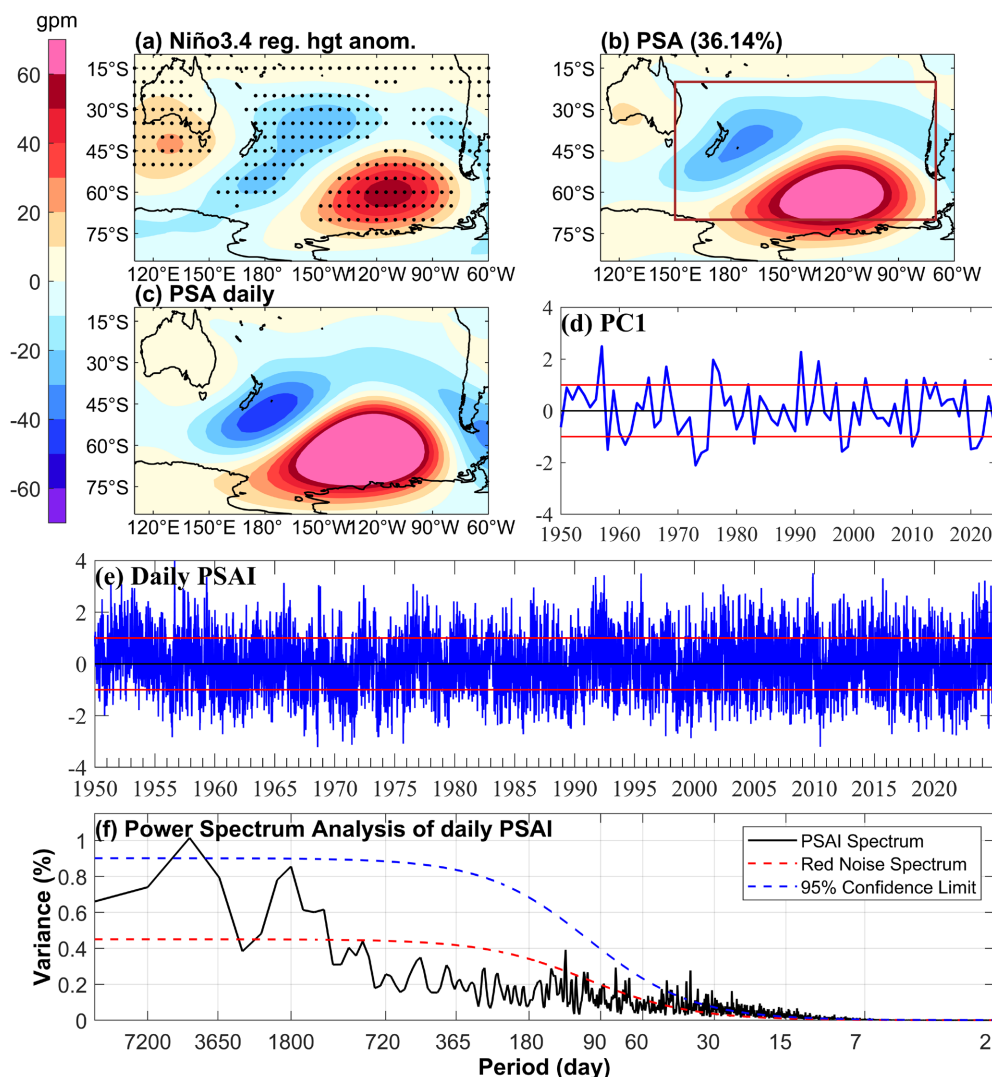 gpm
60
40
20
0
-20
-40
-60
(a) Niño3.4 reg. hgt anom.
15°S
30°S
45°S
60°S
75°S
120°E 150°E 180° 150°W 120°W 90°W 60°W
(b) PSA (36.14%)
15°S
30°S
45°S
60°S
75°S
120°E 150°E 180° 150°W 120°W 90°W 60°W
(c) PSA daily
15°S
30°S
45°S
60°S
75°S
120°E 150°E 180° 150°W 120°W 90°W 60°W
(d) PC1
4
2
0
-2
-4
1950 1960 1970 1980 1990 2000 2010 2020
(e) Daily PSAI
4
2
0
-2
-4
1950 1955 1960 1965 1970 1975 1980 1985 1990 1995 2000 2005 2010 2015 2020
(f) Power Spectrum Analysis of daily PSAI
PSAI Spectrum
Red Noise Spectrum
95% Confidence Limit
Variance (%)
1
0.8
0.6
0.4
0.2
0
7200 3650 1800 720 365 180 90 60 30 15 7 2
Period (day)